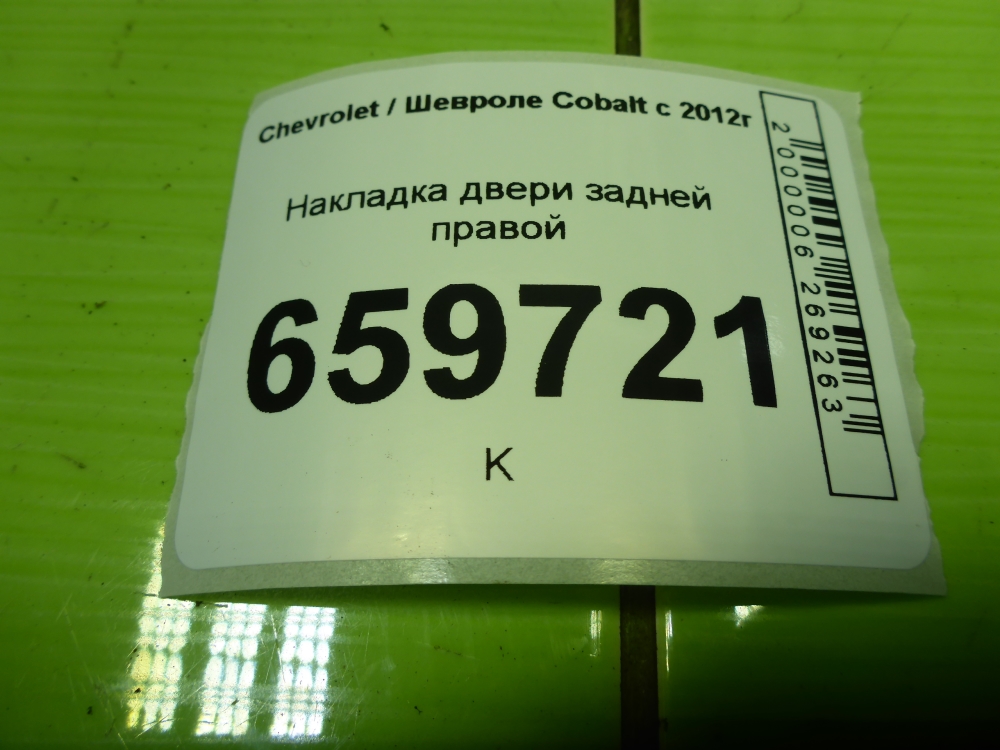 Chevrolet / Шевроле Cobalt с 2012г
Накладка двери задней
правой
659721
К
2000006269263